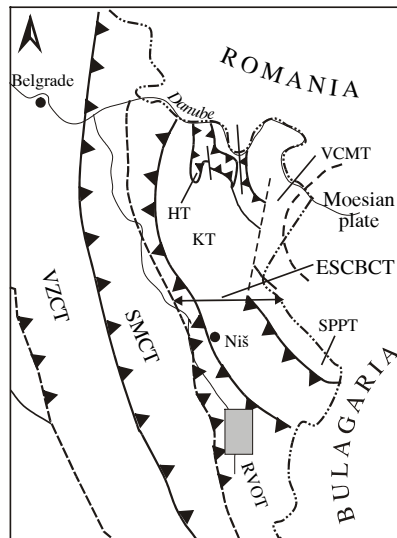 ROMANIA
Belgrade
Danube
VCMT
Moesian
plate
HT
KT
ESCBCT
VZCT
SMCT
Niš
SPPT
RVOT
BULAGARIA